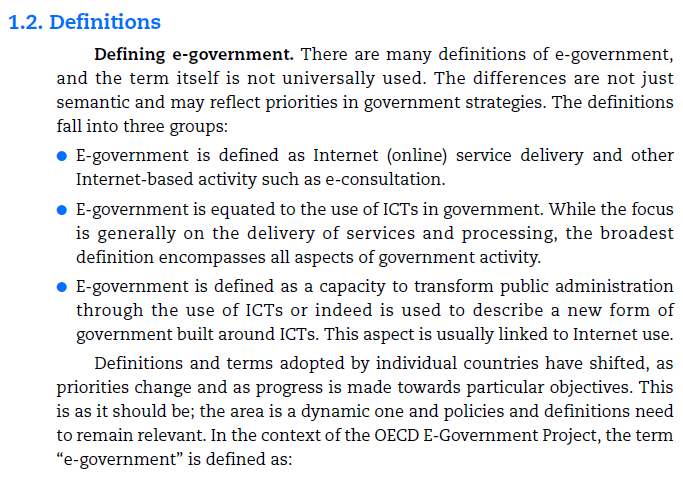 1.2. Definitions
Defining e-government. There are many definitions of e-government,
and the term itself is not universally used. The differences are not just
semantic and may reflect priorities in government strategies. The definitions
fall into three groups:
● E-government is defined as Internet (online) service delivery and other
Internet-based activity such as e-consultation.
● E-government is equated to the use of ICTs in government. While the focus
is generally on the delivery of services and processing, the broadest
definition encompasses all aspects of government activity.
● E-government is defined as a capacity to transform public administration
through the use of ICTs or indeed is used to describe a new form of
government built around ICTs. This aspect is usually linked to Internet use.
Definitions and terms adopted by individual countries have shifted, as
priorities change and as progress is made towards particular objectives. This
is as it should be; the area is a dynamic one and policies and definitions need
to remain relevant. In the context of the OECD E-Government Project, the term
“e-government” is defined as: